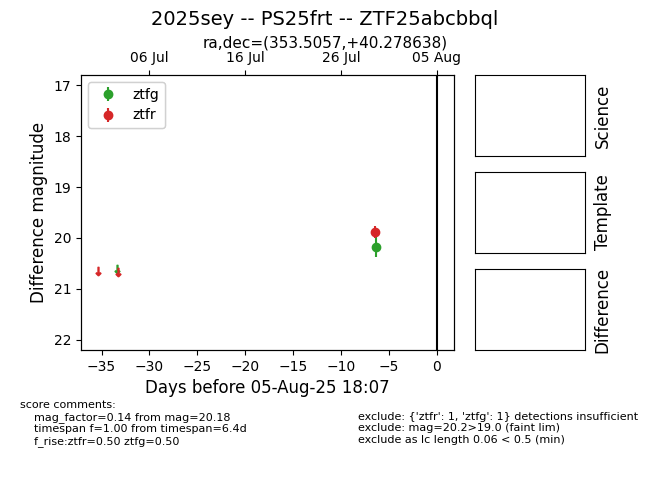 2025sey -- PS25frt -- ZTF25abcbbql
ra,dec=(353.5057,+40.278638)
06 Jul
16 Jul
26 Jul
05 Aug
ztfg
ztfr
17
18
19
20
21
22
Difference magnitude
−35
−30
−25
−20
−15
−10
−5
0
Days before 05-Aug-25 18:07
Science
Template
Difference
score comments:
mag_factor=0.14 from mag=20.18
timespan f=1.00 from timespan=6.4d
f_rise:ztfr=0.50 ztfg=0.50
exclude: {'ztfr': 1, 'ztfg': 1} detections insufficient
exclude: mag=20.2>19.0 (faint lim)
exclude as lc length 0.06 < 0.5 (min)